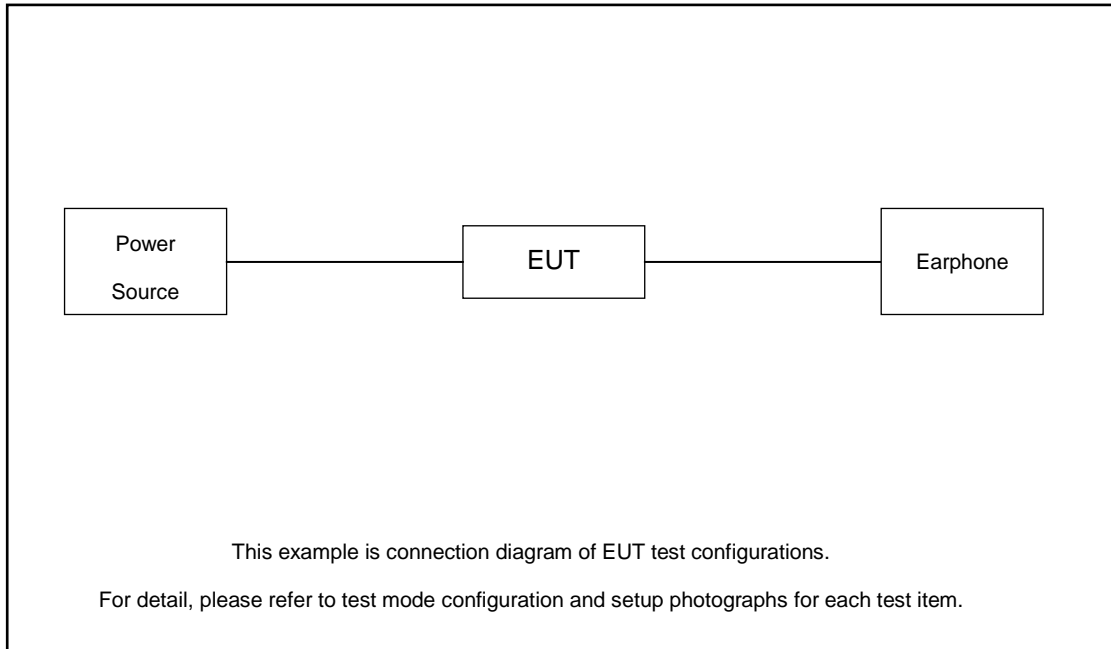 Power
Source
EUT
Earphone
This example is connection diagram of EUT test configurations.
For detail, please refer to test mode configuration and setup photographs for each test item.